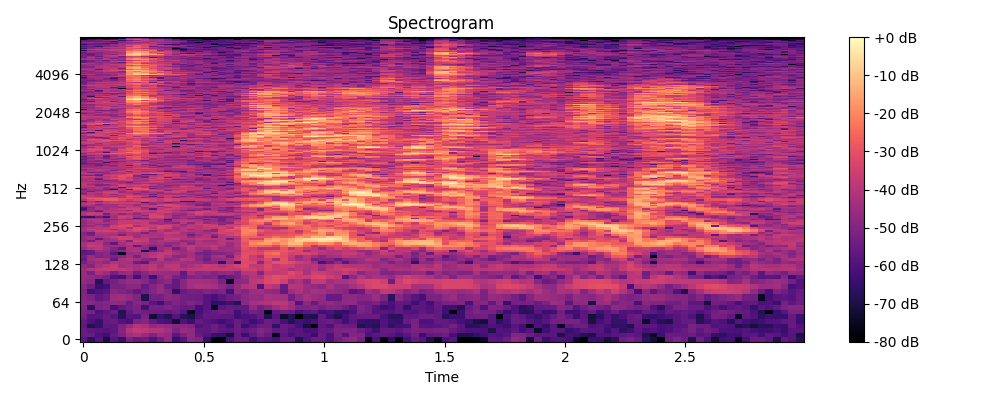 Spectrogram
Hz
4096
2048
1024
512
256
128
64
0
0
0.5
1
1.5
2
2.5
Time
+0 dB
-10 dB
-20 dB
-30 dB
-40 dB
-50 dB
-60 dB
-70 dB
-80 dB